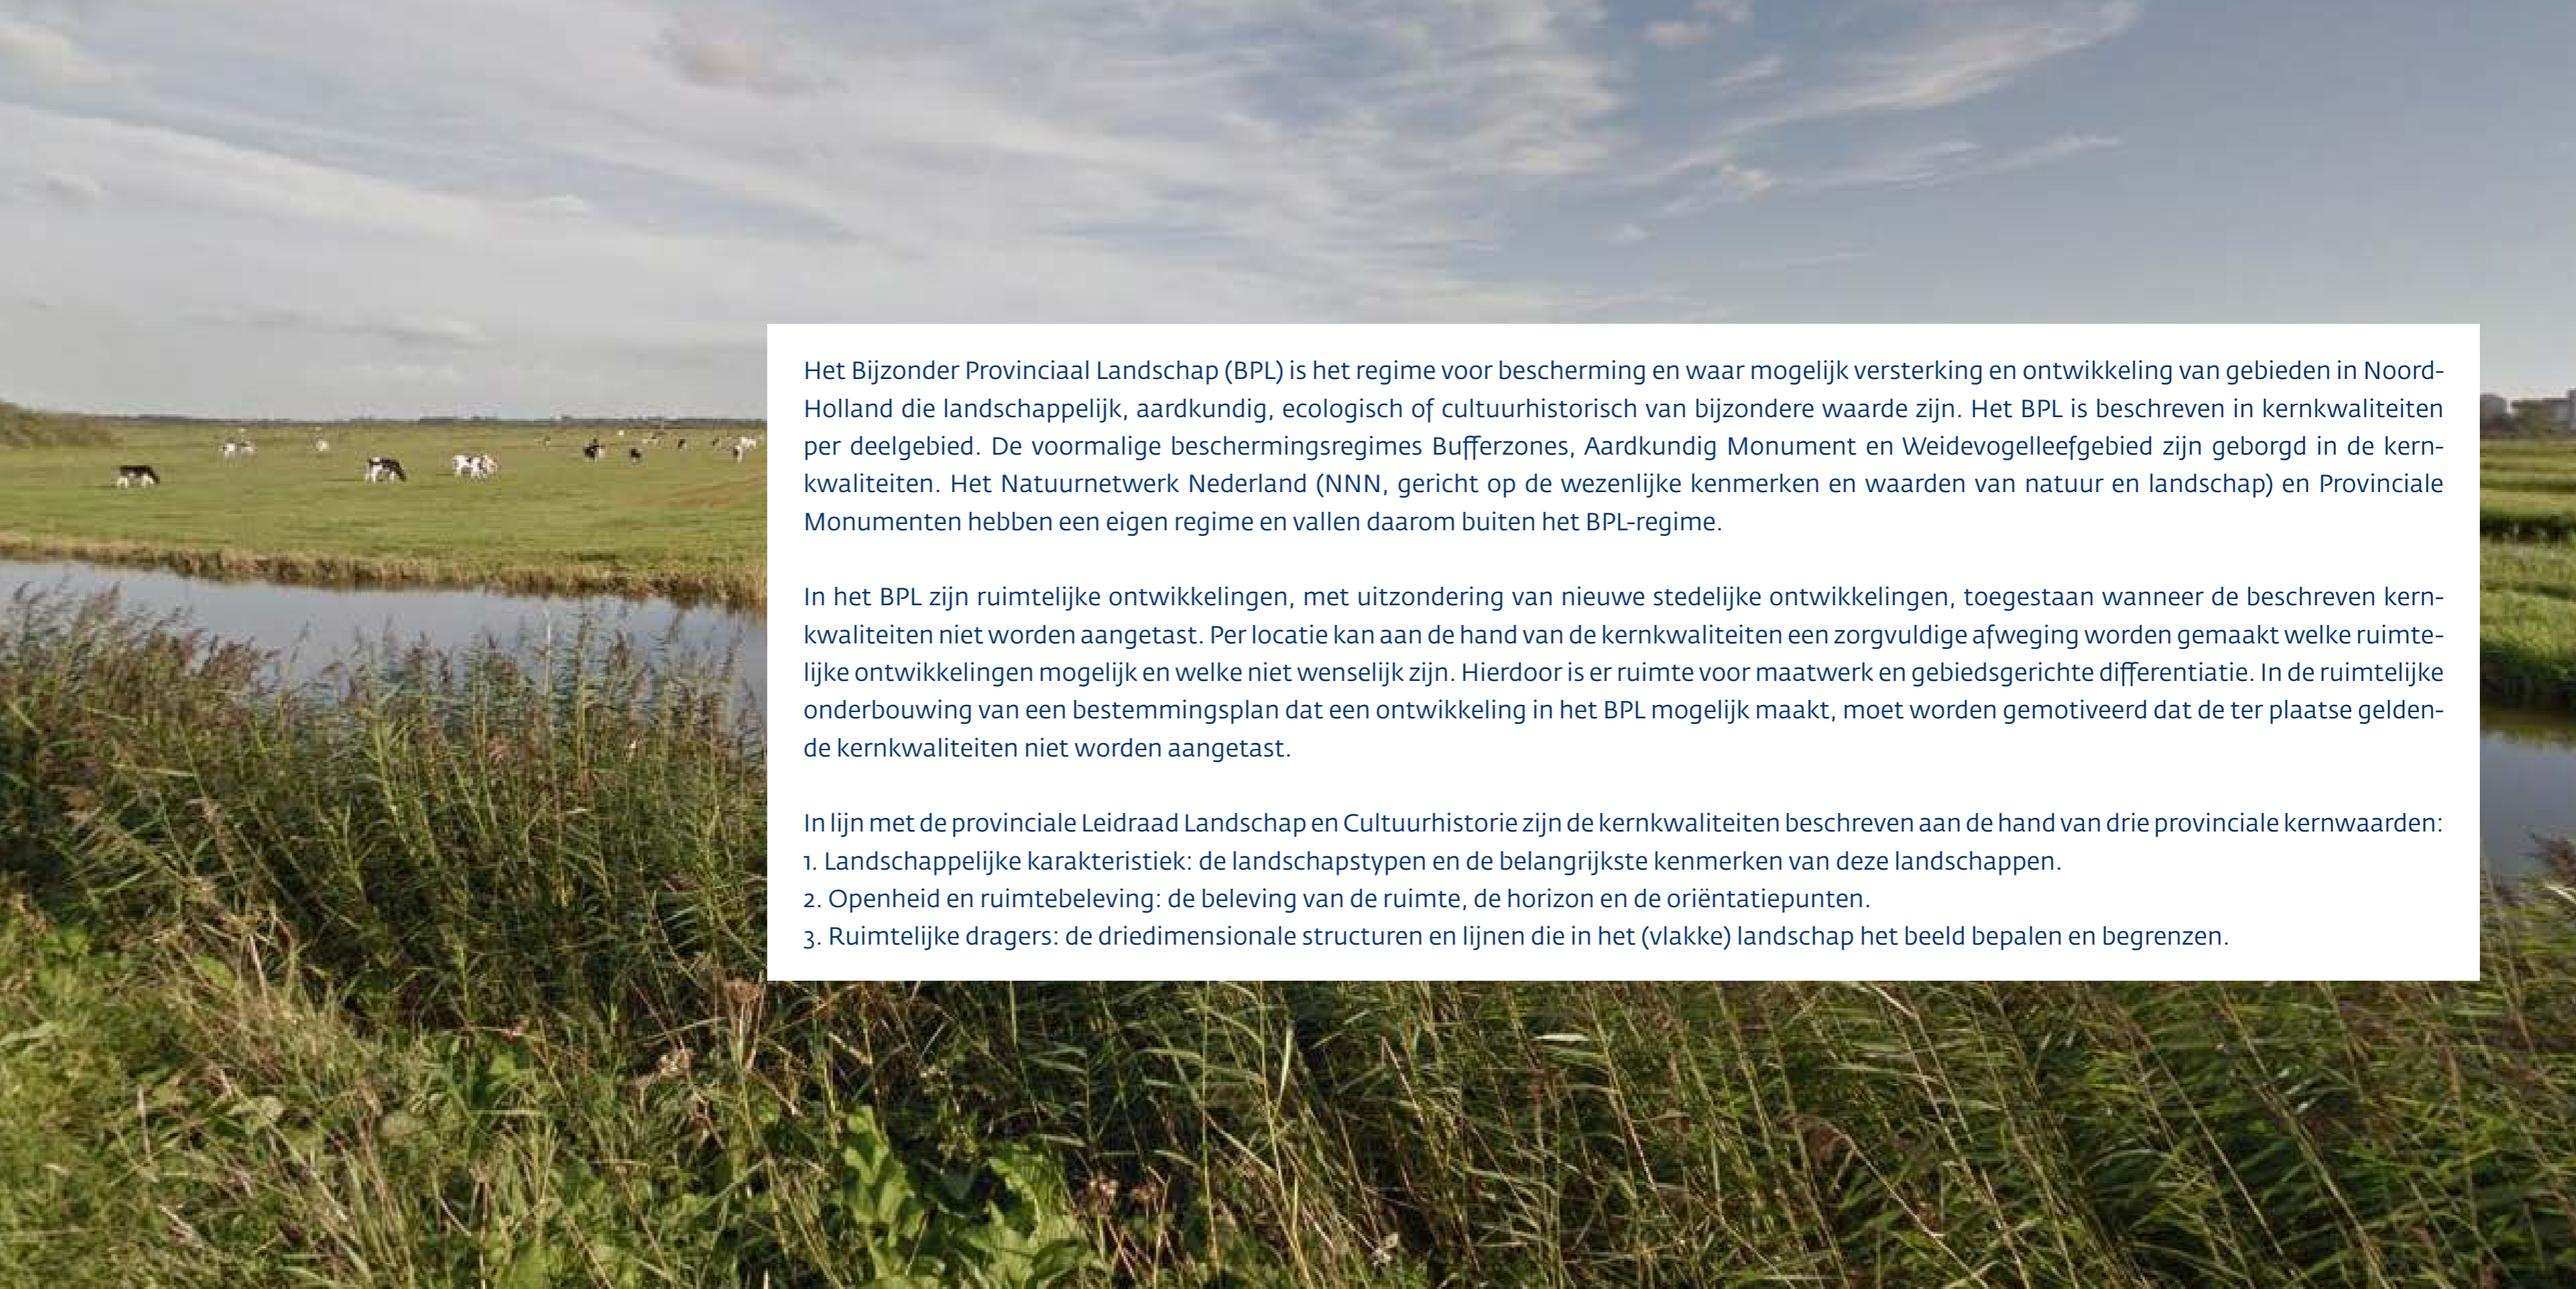 Het Bijzonder Provinciaal Landschap (BPL) is het regime voor bescherming en waar mogelijk versterking en ontwikkeling van gebieden in Noord-
Holland die landschappelijk, aardkundig, ecologisch of cultuurhistorisch van bijzondere waarde zijn. Het BPL is beschreven in kernkwaliteiten
per deelgebied. De voormalige beschermingsregimes Bufferzones, Aardkundig Monument en Weidevogelleefgebied zijn geborgd in de kern-
kwaliteiten. Het Natuurnetwerk Nederland (NNN, gericht op de wezenlijke kenmerken en waarden van natuur en landschap) en Provinciale
Monumenten hebben een eigen regime en vallen daarom buiten het BPL-regime.
In het BPL zijn ruimtelijke ontwikkelingen, met uitzondering van nieuwe stedelijke ontwikkelingen, toegestaan wanneer de beschreven kern-
kwaliteiten niet worden aangetast. Per locatie kan aan de hand van de kernkwaliteiten een zorgvuldige afweging worden gemaakt welke ruimte-
lijke ontwikkelingen mogelijk en welke niet wenselijk zijn. Hierdoor is er ruimte voor maatwerk en gebiedsgerichte differentiatie. In de ruimtelijke
onderbouwing van een bestemmingsplan dat een ontwikkeling in het BPL mogelijk maakt, moet worden gemotiveerd dat de ter plaatse gelden-
de kernkwaliteiten niet worden aangetast.
In lijn met de provinciale Leidraad Landschap en Cultuurhistorie zijn de kernkwaliteiten beschreven aan de hand van drie provinciale kernwaarden:
1. Landschappelijke karakteristiek: de landschapstypen en de belangrijkste kenmerken van deze landschappen.
2. Openheid en ruimtebeleving: de beleving van de ruimte, de horizon en de oriëntatiepunten.
3. Ruimtelijke dragers: de driedimensionale structuren en lijnen die in het (vlakke) landschap het beeld bepalen en begrenzen.